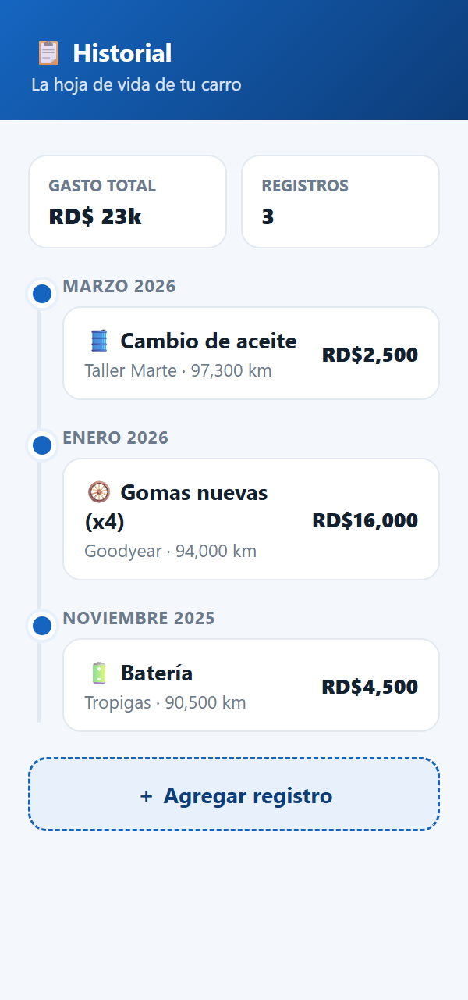 Historial
La hoja de vida de tu carro
GASTO TOTAL
RD$ 23k
REGISTROS
3
MARZO 2026
Cambio de aceite
Taller Marte · 97,300 km
RD$2,500
ENERO 2026
Gomas nuevas
(x4)
Goodyear · 94,000 km
RD$16,000
NOVIEMBRE 2025
Batería
Tropigas · 90,500 km
RD$4,500
+ Agregar registro